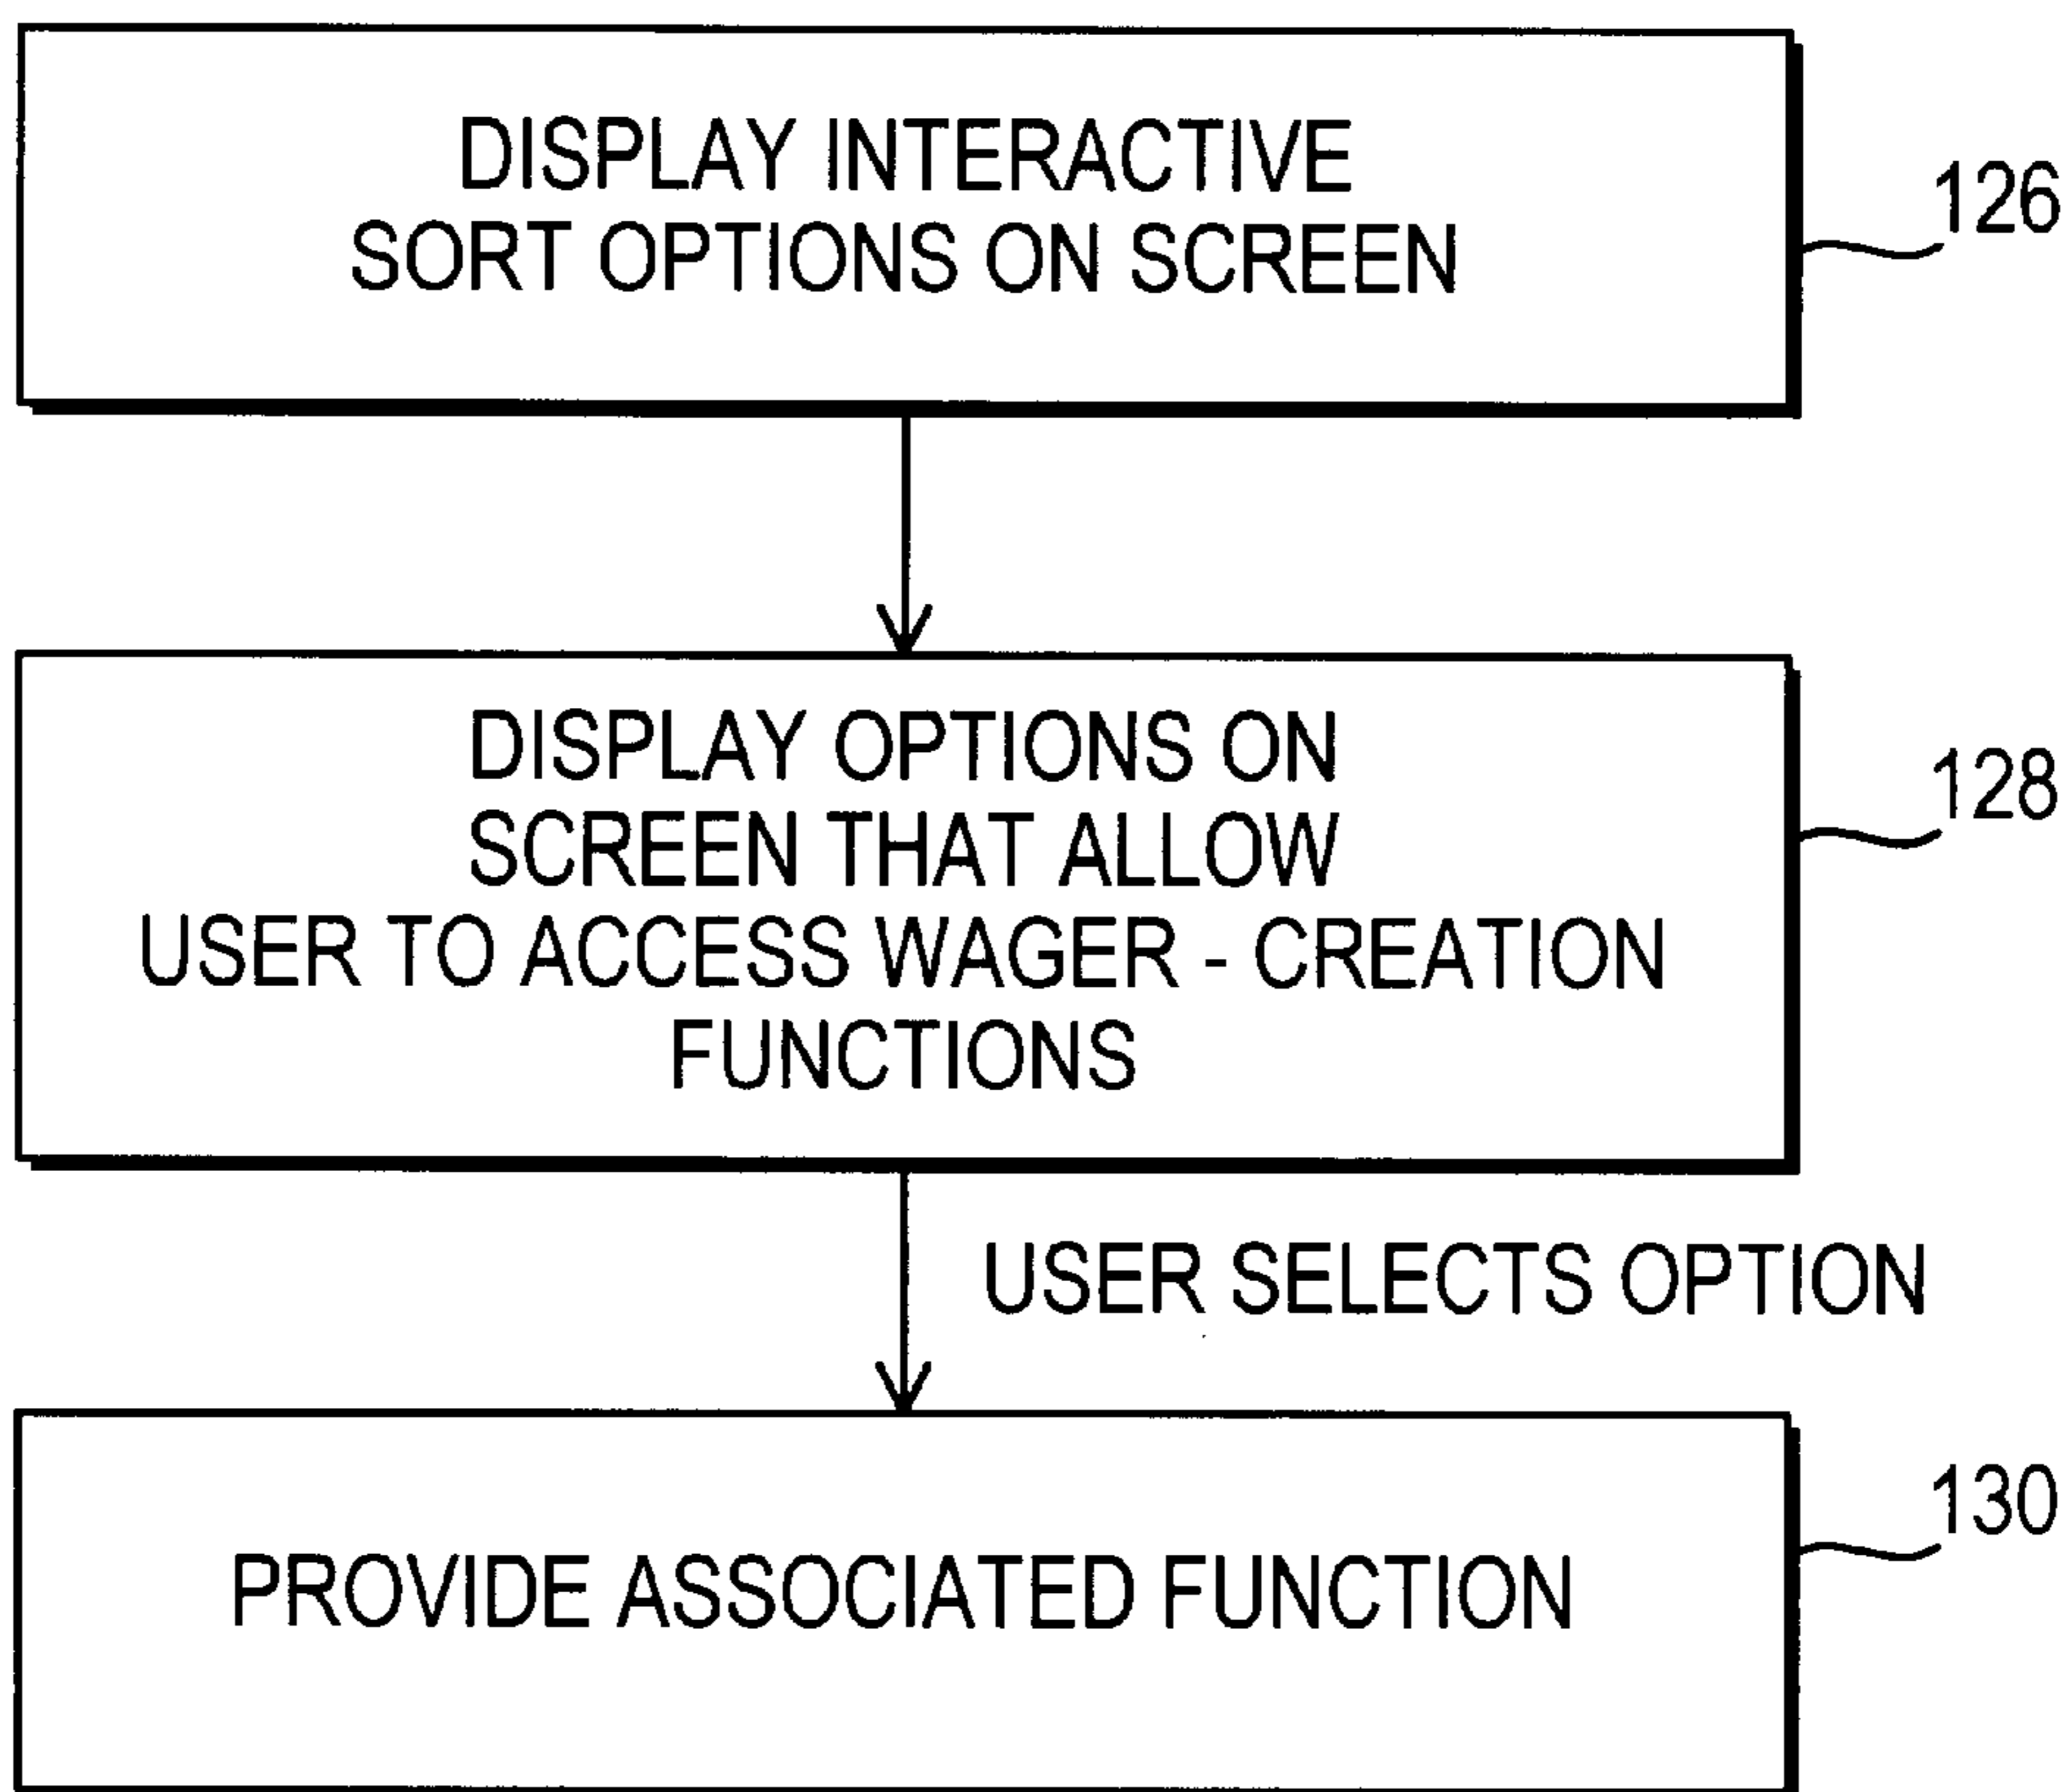 DISPLAY INTERACTIVE
SORT OPTIONS ON SCREEN
126
DISPLAY OPTIONS ON
SCREEN THAT ALLOW
USER TO ACCESS WAGER - CREATION
FUNCTIONS
128
USER SELECTS OPTION
PROVIDE ASSOCIATED FUNCTION
130